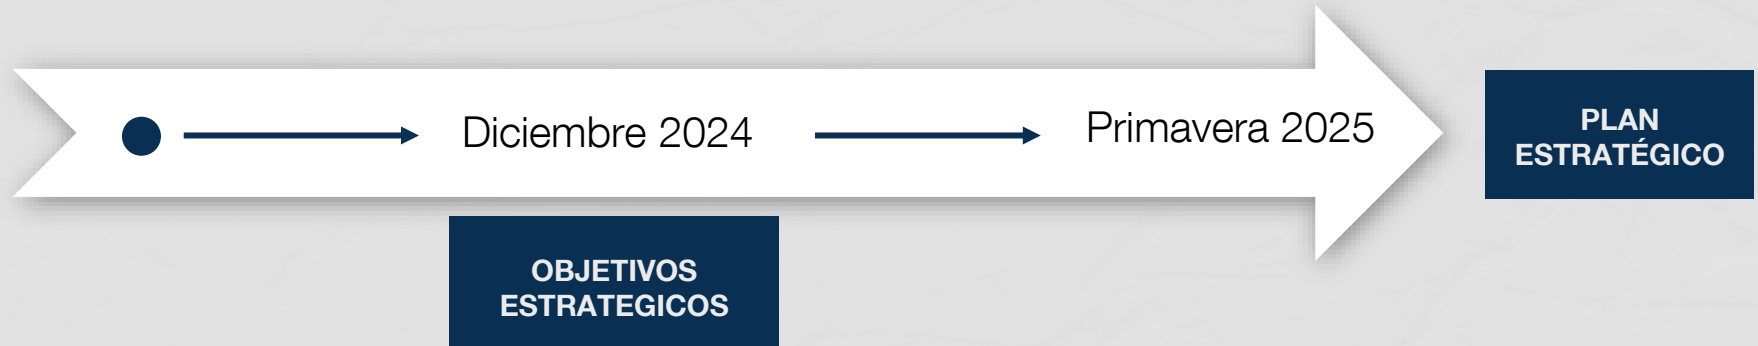 Diciembre 2024
Primavera 2025
PLAN
ESTRATÉGICO
OBJETIVOS
ESTRATEGICOS